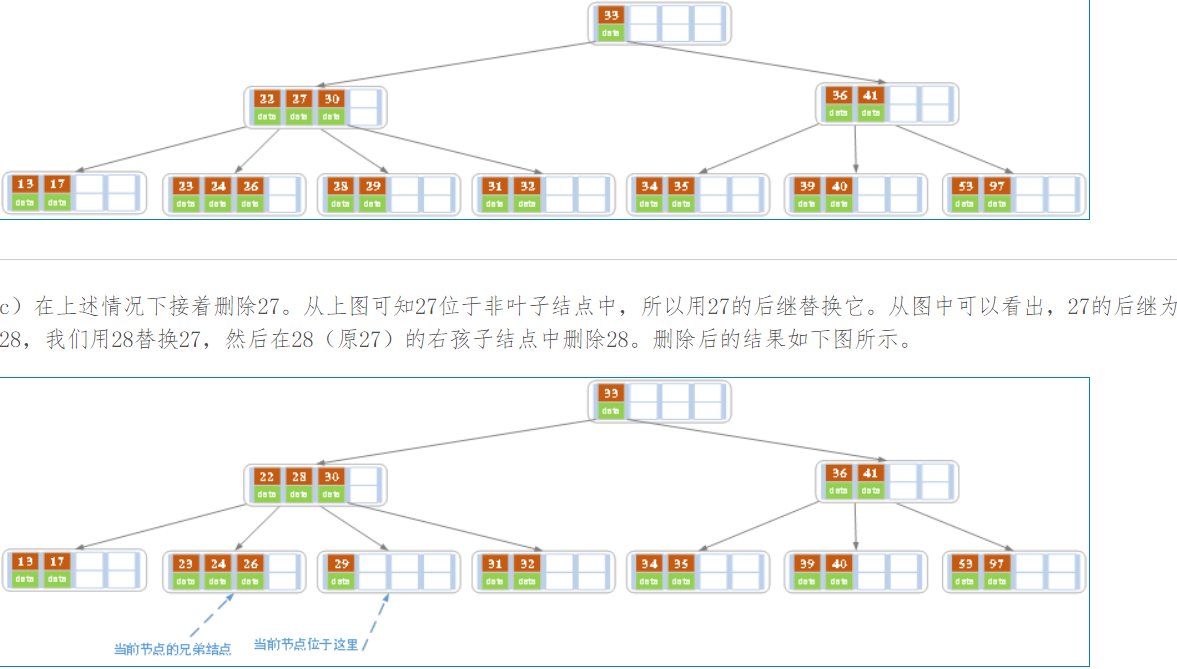 33
data
22 27 30
data data data
36 41
data data
13 17
data data
23 24 26
data data data
28 29
data data
31 32
data data
34 35
data data
39 40
data data
53 97
data data
c）在上述情况下接着删除27。从上图可知27位于非叶子结点中，所以用27的后继替换它。从图中可以看出，27的后继为
28，我们用28替换27，然后在28（原27）的右孩子结点中删除28。删除后的结果如下图所示。
33
data
22 28 30
data data data
36 41
data data
13 17
data data
23 24 26
data data data
29
data
31 32
data data
34 35
data data
39 40
data data
53 97
data data
当前节点的兄弟结点
当前节点位于这里